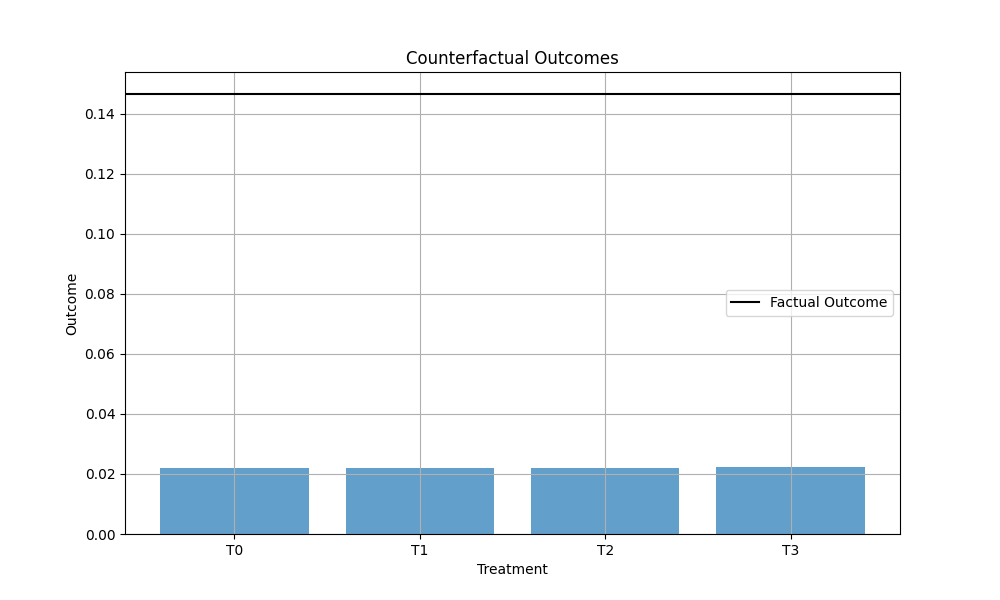 Counterfactual Outcomes
0.14
0.12
0.10
0.08
0.06
0.04
0.02
0.00
Outcome
Factual Outcome
T0 T1 T2 T3
Treatment